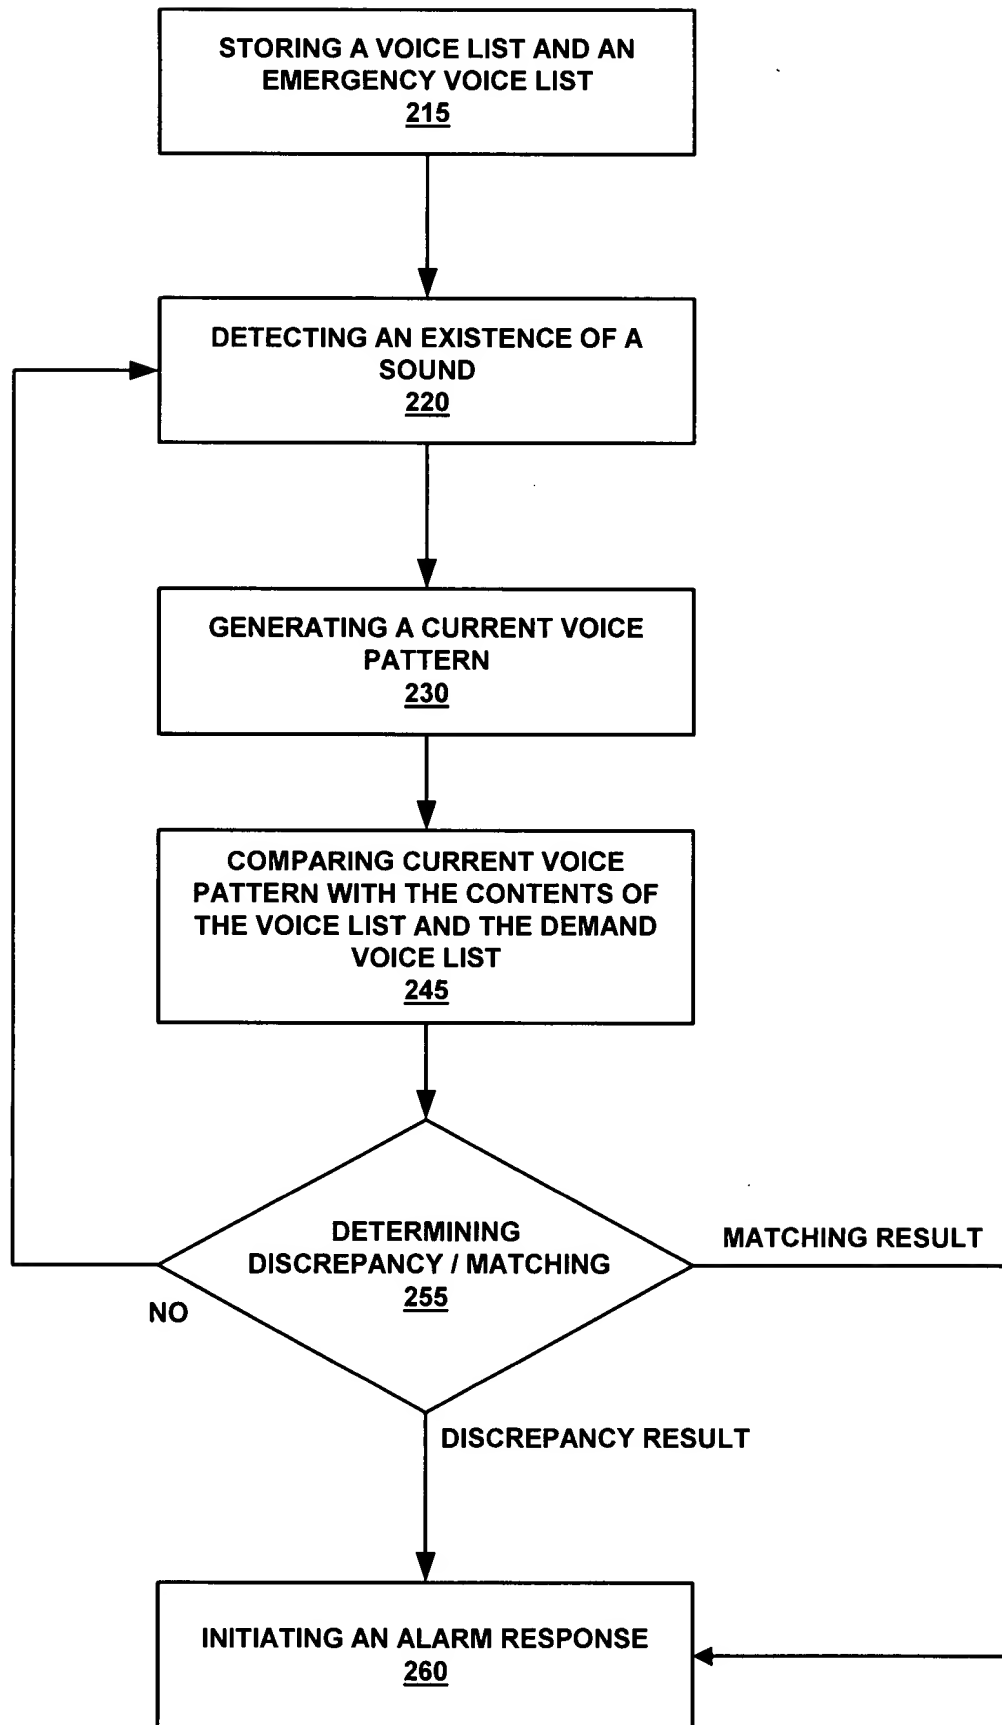 STORING A VOICE LIST AND AN
EMERGENCY VOICE LIST
215
DETECTING AN EXISTENCE OF A
SOUND
220
GENERATING A CURRENT VOICE
PATTERN
230
COMPARING CURRENT VOICE
PATTERN WITH THE CONTENTS OF
THE VOICE LIST AND THE DEMAND
VOICE LIST
245
DETERMINING
DISCREPANCY / MATCHING
255
MATCHING RESULT
NO
DISCREPANCY RESULT
INITIATING AN ALARM RESPONSE
260